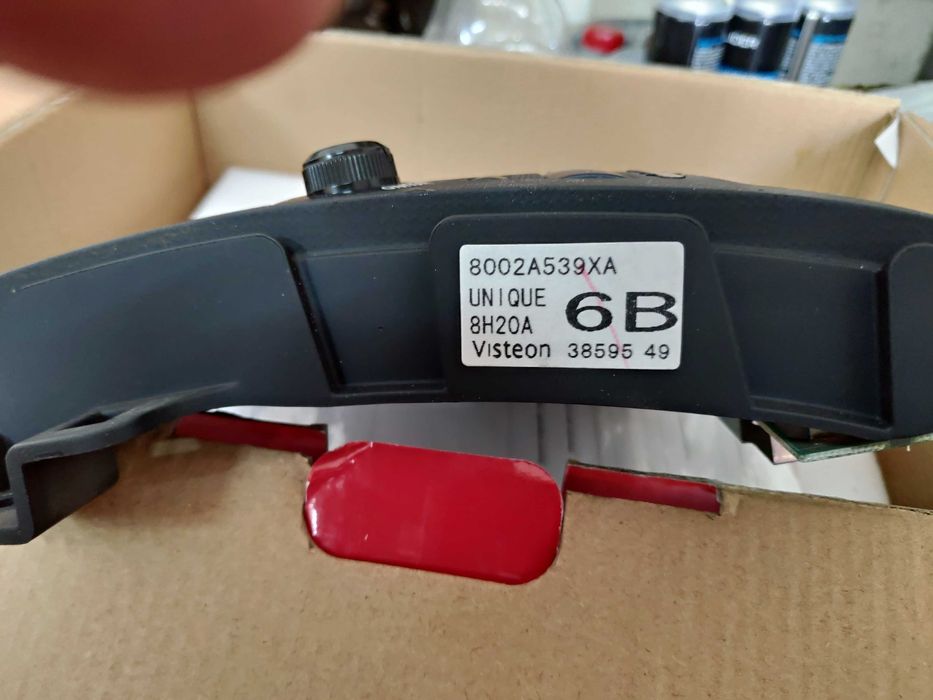 8002A539XA
UNIQUE
8H20A
6B
Visteon 38595 49